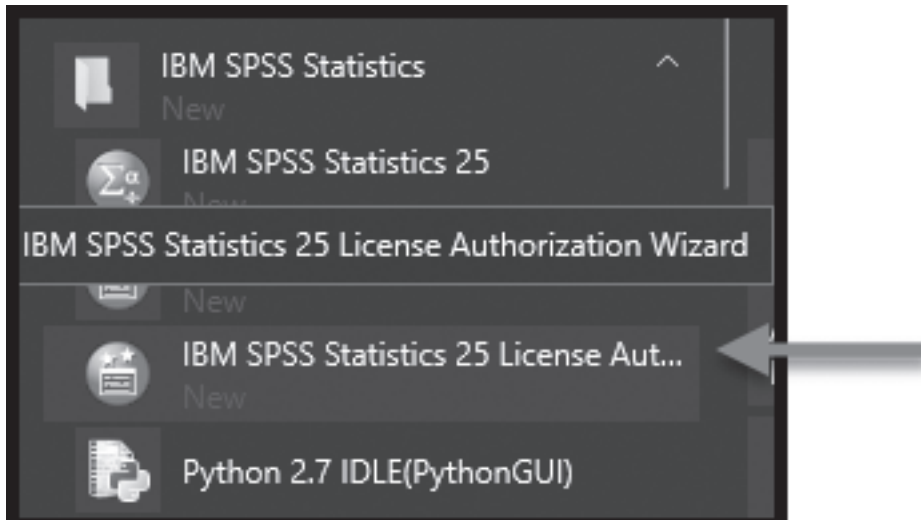 IBM SPSS Statistics
New
IBM SPSS Statistics 25
New
IBM SPSS Statistics 25 License Authorization Wizard
New
IBM SPSS Statistics 25 License Aut...
New
Python 2.7 IDLE(PythonGUI)